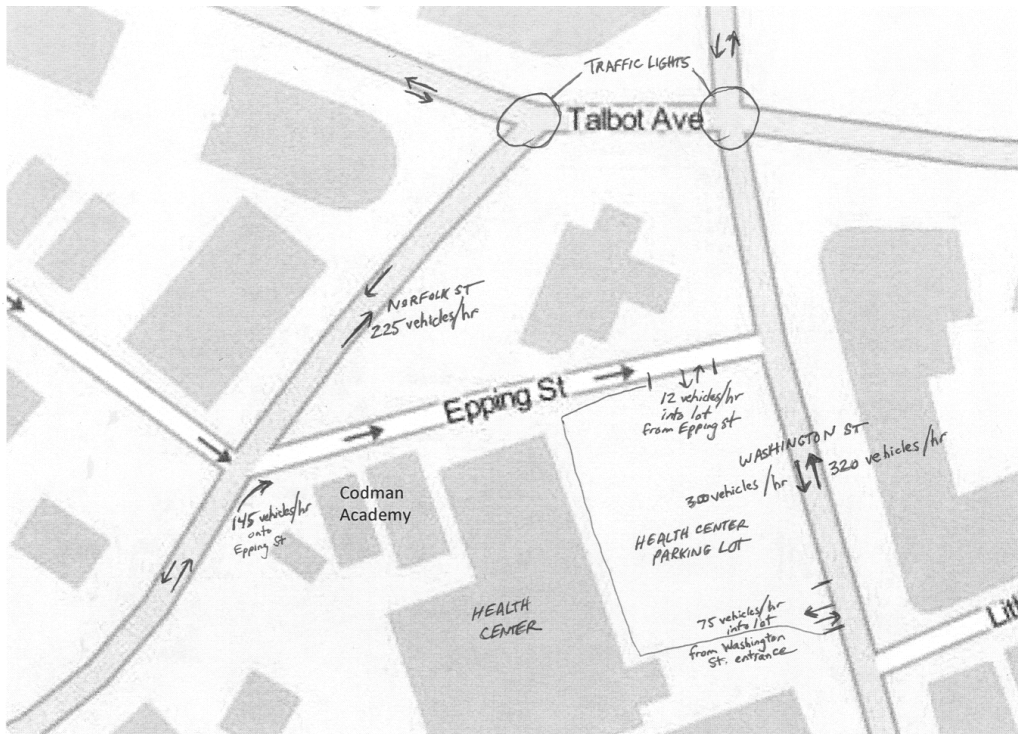 TRAFFIC LIGHTS
Talbot Ave
NORFOLK ST
225 vehicles/hr
Epping St
12 vehicles/hr
into lot
from Epping St
WASHINGTON ST
300 vehicles/hr
320 vehicles/hr
145 vehicles/hr
onto
Epping St
Codman
Academy
HEALTH CENTER
PARKING LOT
HEALTH
CENTER
75 vehicles/hr
into lot
from Washington
St. entrance
Litt